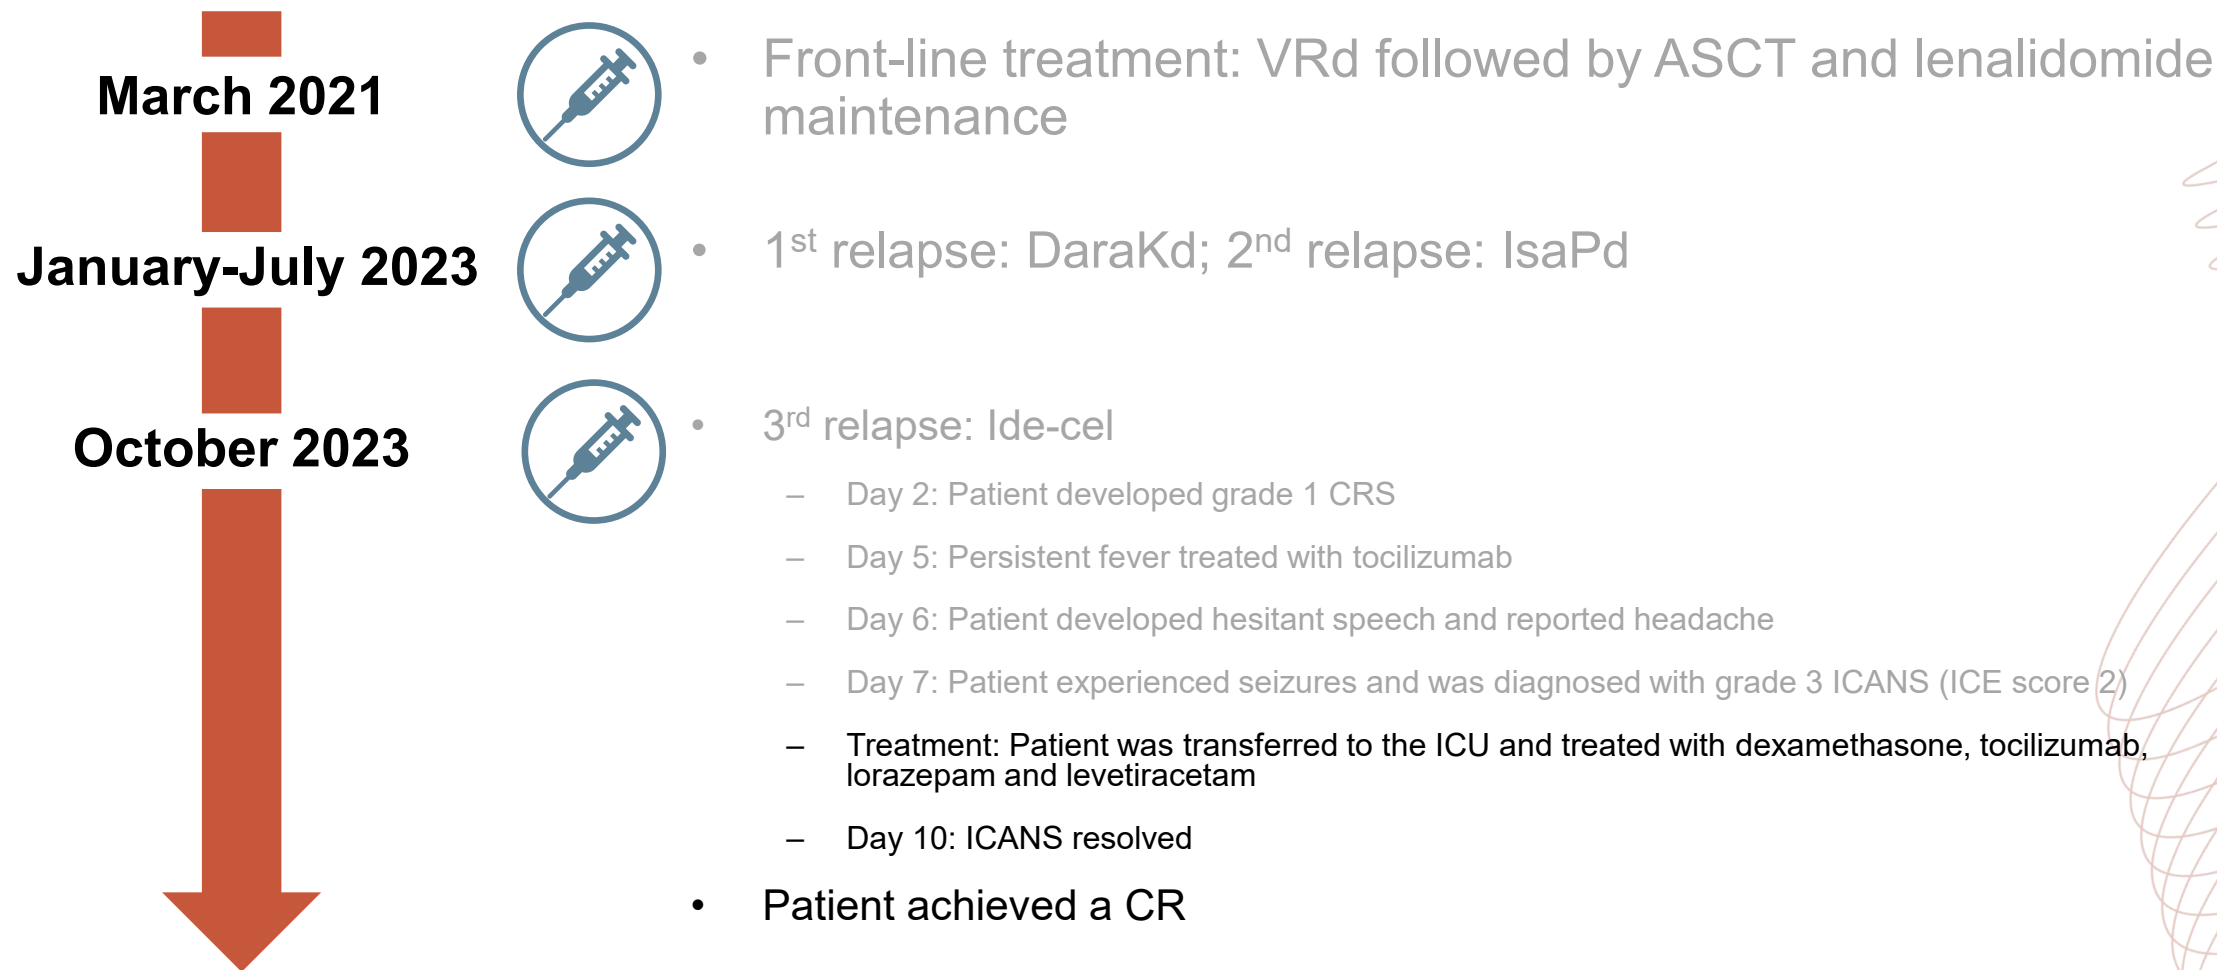 March 2021
• Front-line treatment: VRd followed by ASCT and lenalidomide
maintenance
January-July 2023
• 1st relapse: DaraKd; 2nd relapse: IsaPd
October 2023
• 3rd relapse: Ide-cel
– Day 2: Patient developed grade 1 CRS
– Day 5: Persistent fever treated with tocilizumab
– Day 6: Patient developed hesitant speech and reported headache
– Day 7: Patient experienced seizures and was diagnosed with grade 3 ICANS (ICE score 2)
– Treatment: Patient was transferred to the ICU and treated with dexamethasone, tocilizumab,
lorazepam and levetiracetam
– Day 10: ICANS resolved
• Patient achieved a CR